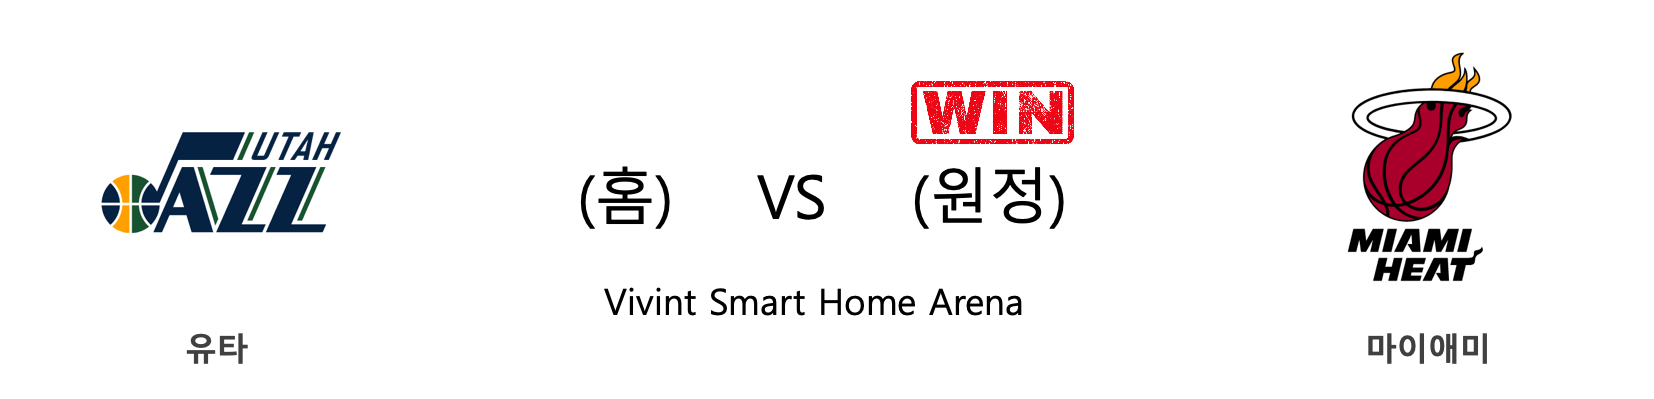 WIN
UTAH
JAZZ
(홈) VS (원정)
MIAMI
HEAT
Vivint Smart Home Arena
유타 마이애미